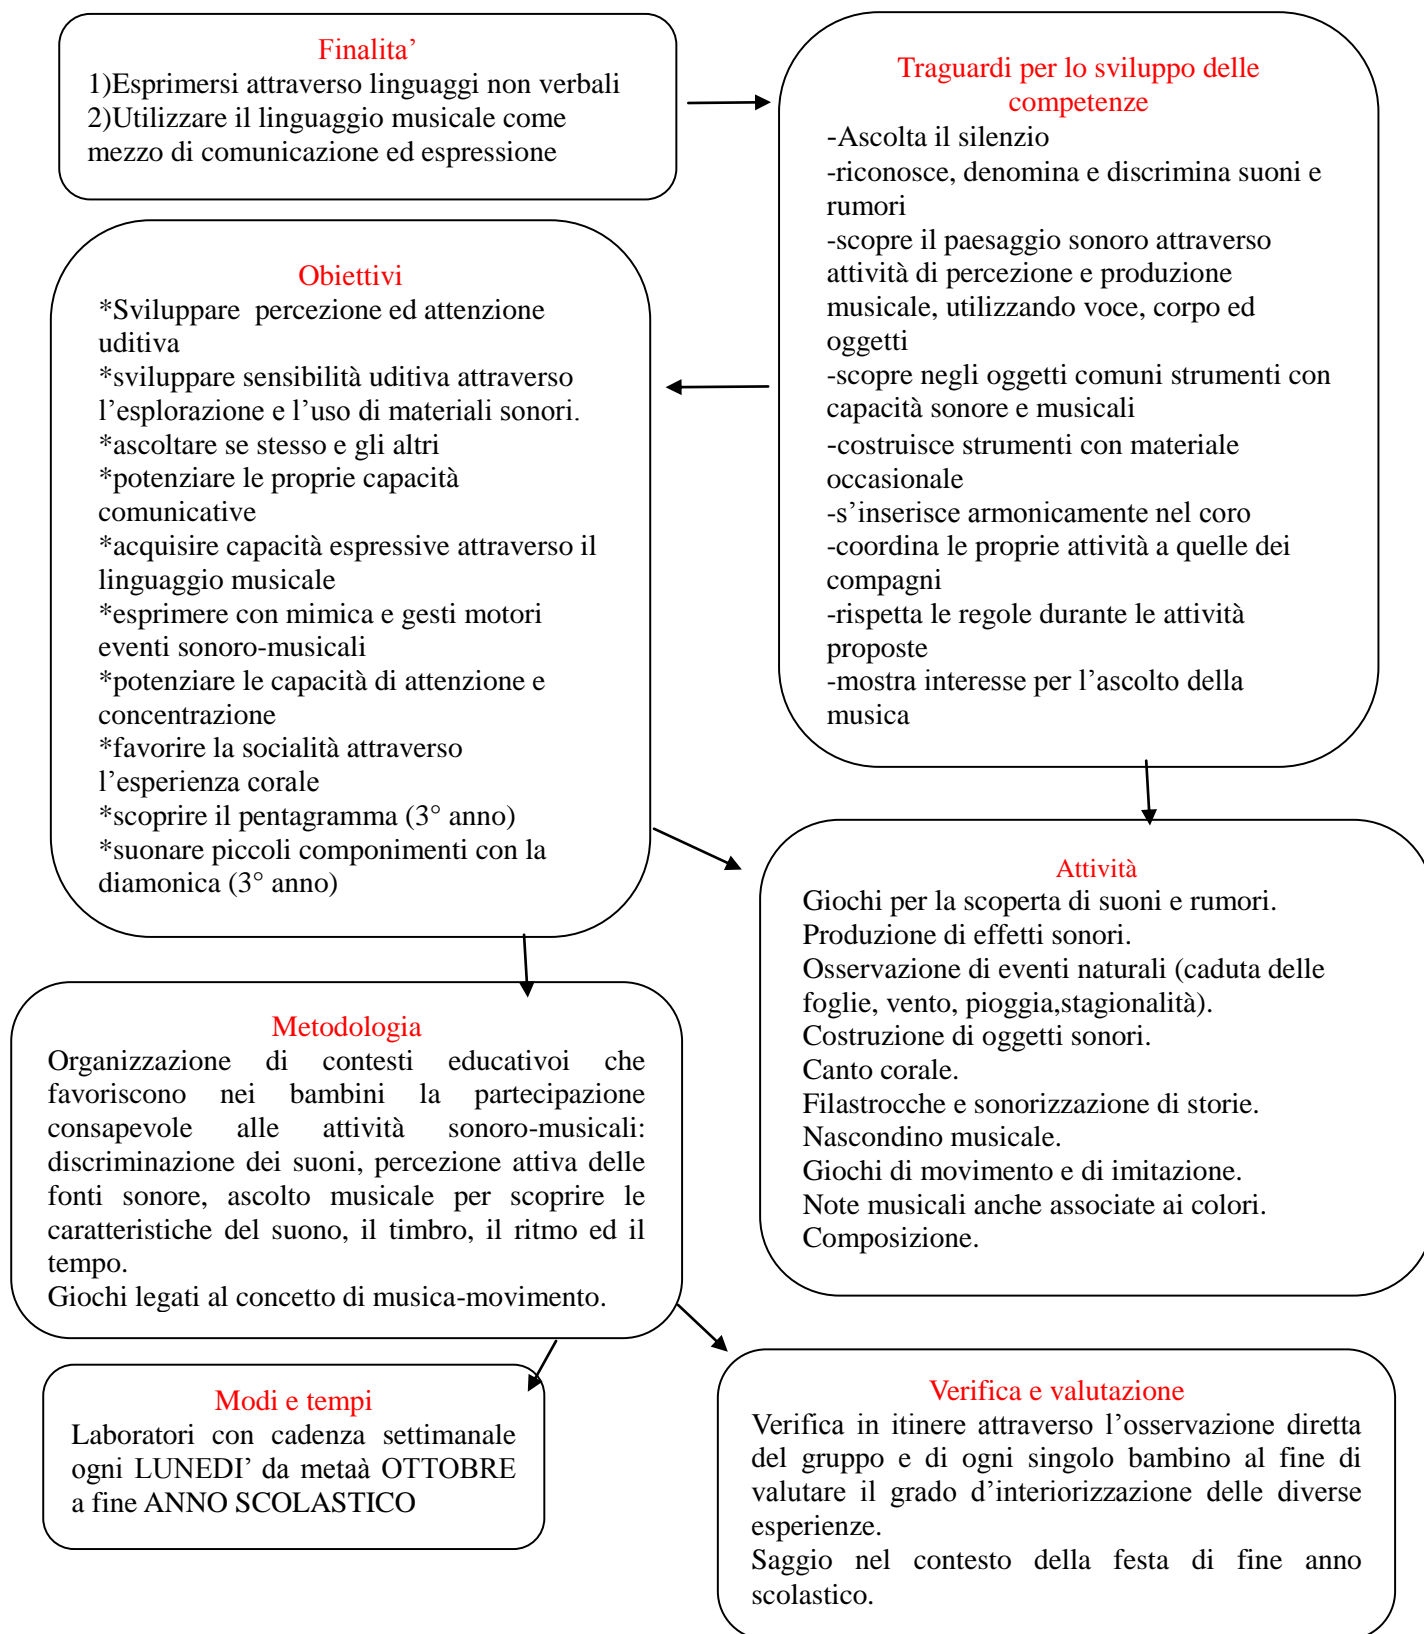 Finalita’
1)Esprimersi attraverso linguaggi non verbali
2)Utilizzare il linguaggio musicale come
mezzo di comunicazione ed espressione
Traguardi per lo sviluppo delle
competenze
-Ascolta il silenzio
-riconosce, denomina e discrimina suoni e
rumori
-scopre il paesaggio sonoro attraverso
attività di percezione e produzione
musicale, utilizzando voce, corpo ed
oggetti
-scopre negli oggetti comuni strumenti con
capacità sonore e musicali
-costruisce strumenti con materiale
occasionale
-s’inserisce armonicamente nel coro
-coordina le proprie attività a quelle dei
compagni
-rispetta le regole durante le attività
proposte
-mostra interesse per l’ascolto della
musica
Obiettivi
*Sviluppare  percezione ed attenzione
uditiva
*sviluppare sensibilità uditiva attraverso
l’esplorazione e l’uso di materiali sonori.
*ascoltare se stesso e gli altri
*potenziare le proprie capacità
comunicative
*acquisire capacità espressive attraverso il
linguaggio musicale
*esprimere con mimica e gesti motori
eventi sonoro-musicali
*potenziare le capacità di attenzione e
concentrazione
*favorire la socialità attraverso
l’esperienza corale
*scoprire il pentagramma (3° anno)
*suonare piccoli componimenti con la
diamonica (3° anno)
Attività
Giochi per la scoperta di suoni e rumori.
Produzione di effetti sonori.
Osservazione di eventi naturali (caduta delle
foglie, vento, pioggia,stagionalità).
Costruzione di oggetti sonori.
Canto corale.
Filastrocche e sonorizzazione di storie.
Nascondino musicale.
Giochi di movimento e di imitazione.
Note musicali anche associate ai colori.
Composizione.
Metodologia
Organizzazione di contesti educativoi che
favoriscono nei bambini la partecipazione
consapevole alle attività sonoro-musicali:
discriminazione dei suoni, percezione attiva delle
fonti sonore, ascolto musicale per scoprire le
caratteristiche del suono, il timbro, il ritmo ed il
tempo.
Giochi legati al concetto di musica-movimento.
Modi e tempi
Laboratori con cadenza settimanale
ogni LUNEDI’ da metaà OTTOBRE
a fine ANNO SCOLASTICO
Verifica e valutazione
Verifica in itinere attraverso l’osservazione diretta
del gruppo e di ogni singolo bambino al fine di
valutare il grado d’interiorizzazione delle diverse
esperienze.
Saggio nel contesto della festa di fine anno
scolastico.